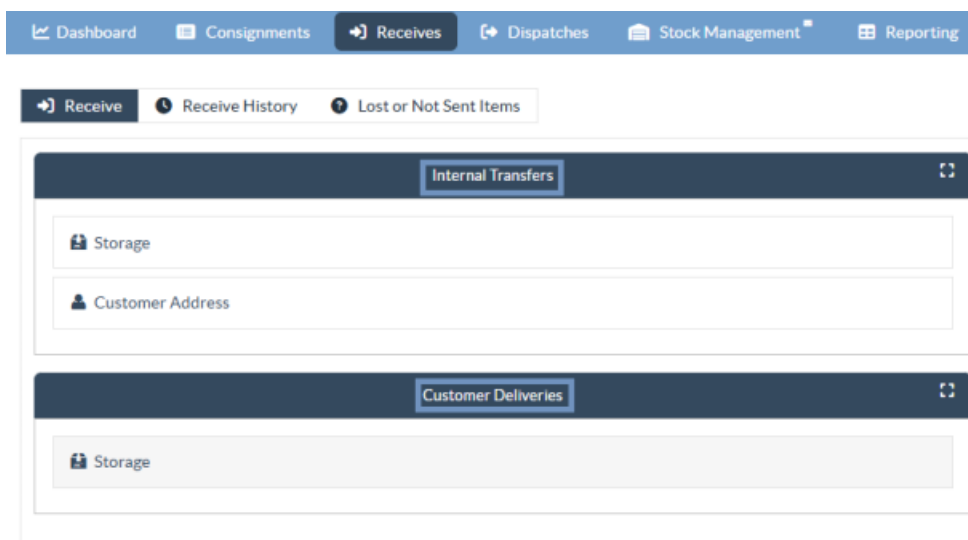 Dashboard Consignments Receives Dispatches Stock Management Reporting
Receive Receive History Lost or Not Sent Items
Internal Transfers
Storage
Customer Address
Customer Deliveries
Storage